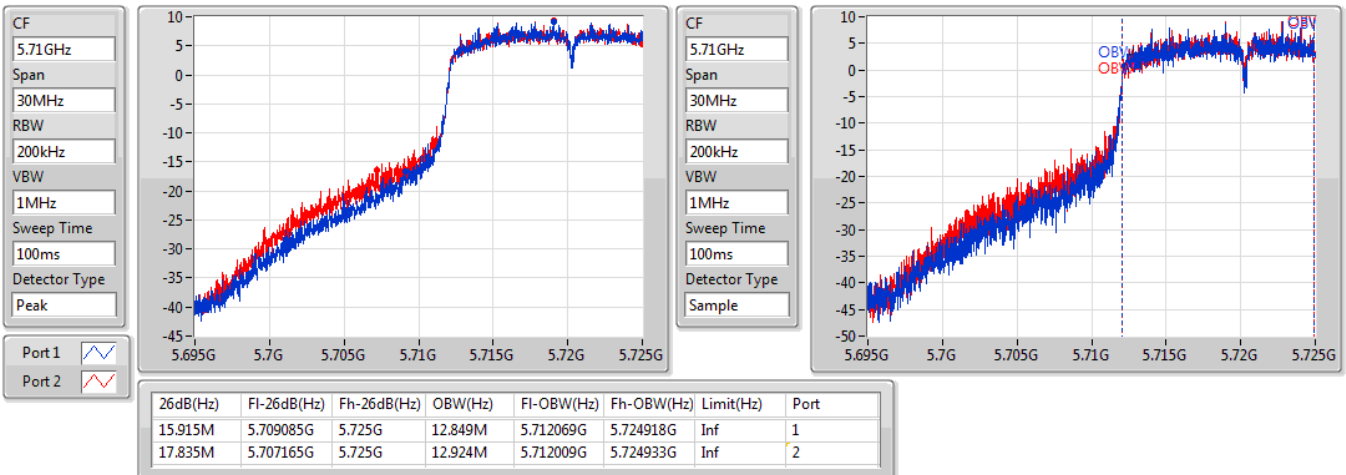 CF
5.71GHz
Span
30MHz
RBW
200kHz
VBW
1MHz
Sweep Time
100ms
Detector Type
Peak
Port 1
Port 2
10
5
0
-5
-10
-15
-20
-25
-30
-35
-40
-45
5.695G 5.7G 5.705G 5.71G 5.715G 5.72G 5.725G
CF
5.71GHz
Span
30MHz
RBW
200kHz
VBW
1MHz
Sweep Time
100ms
Detector Type
Sample
10
5
0
-5
-10
-15
-20
-25
-30
-35
-40
-45
-50
OBW
OBW
OBW
5.695G 5.7G 5.705G 5.71G 5.715G 5.72G 5.725G
26dB(Hz) Fl-26dB(Hz) Fh-26dB(Hz) OBW(Hz) Fl-OBW(Hz) Fh-OBW(Hz) Limit(Hz) Port
15.915M 5.709085G 5.725G 12.849M 5.712069G 5.724918G Inf 1
17.835M 5.707165G 5.725G 12.924M 5.712009G 5.724933G Inf 2